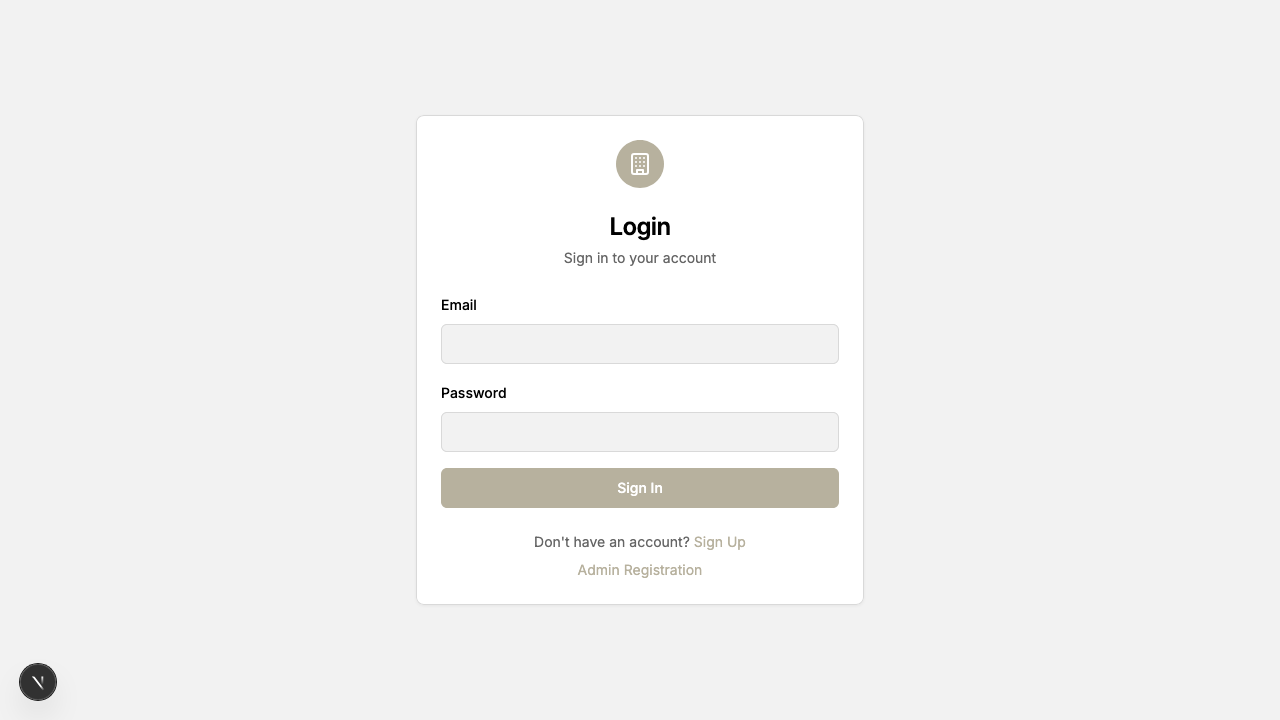 Login
Sign in to your account
Email
Password
Sign In
Don't have an account? Sign Up
Admin Registration